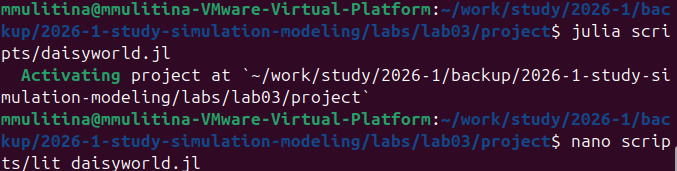 mmulitina@mmulitina-VMware-Virtual-Platform:~/work/study/2026-1/bac
kup/2026-1-study-simulation-modeling/labs/lab03/project$ julia scri
pts/daisyworld.jl
  Activating project at `~/work/study/2026-1/backup/2026-1-study-si
mulation-modeling/labs/lab03/project`
mmulitina@mmulitina-VMware-Virtual-Platform:~/work/study/2026-1/bac
kup/2026-1-study-simulation-modeling/labs/lab03/project$ nano scrip
ts/lit_daisyworld.jl